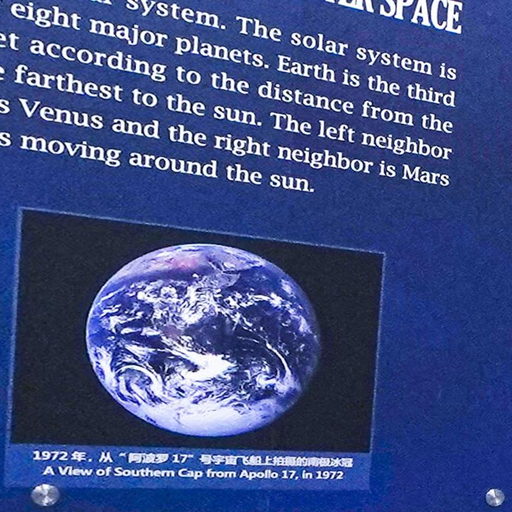 SPACE
system. The solar system is
eight major planets. Earth is the third
according to the distance from the
farthest to the sun. The left neighbor
Venus and the right neighbor is Mars
moving around the sun.
1972 年，从 “阿波罗 17” 号宇宙飞船上拍摄的南极冰冠
A View of Southern Cap from Apollo 17, in 1972